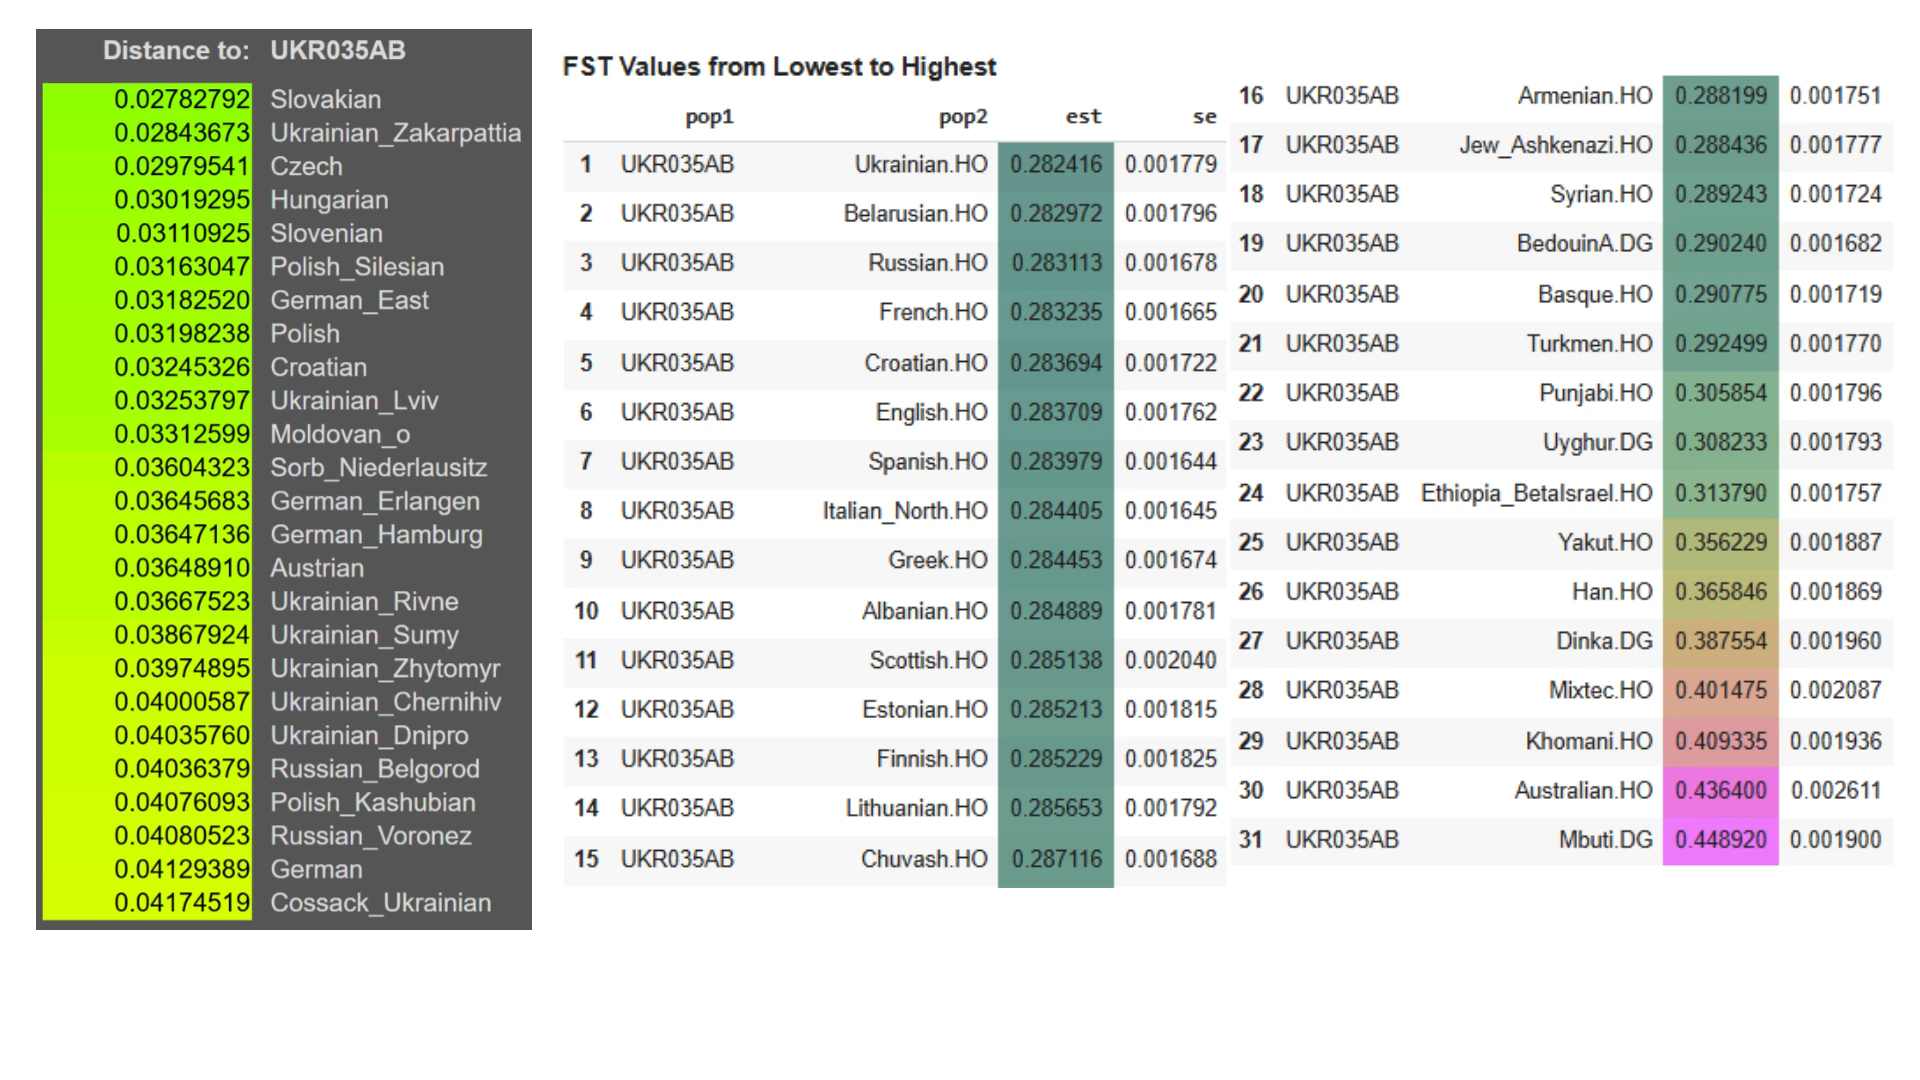 Distance to: UKR035AB
0.02782792 Slovakian
0.02843673 Ukrainian_Zakarpattia
0.02979541 Czech
0.03019295 Hungarian
0.03110925 Slovenian
0.03163047 Polish_Silesian
0.03182520 German_East
0.03198238 Polish
0.03245326 Croatian
0.03253797 Ukrainian_Lviv
0.03312599 Moldovan_o
0.03604323 Sorb_Niederlausitz
0.03645683 German_Erlangen
0.03647136 German_Hamburg
0.03648910 Austrian
0.03667523 Ukrainian_Rivne
0.03867924 Ukrainian_Sumy
0.03974895 Ukrainian_Zhytomyr
0.04000587 Ukrainian_Chernihiv
0.04035760 Ukrainian_Dnipro
0.04036379 Russian_Belgorod
0.04076093 Polish_Kashubian
0.04080523 Russian_Voronez
0.04129389 German
0.04174519 Cossack_Ukrainian
FST Values from Lowest to Highest
pop1 pop2 est se
1 UKR035AB Ukrainian.HO 0.282416 0.001779
2 UKR035AB Belarusian.HO 0.282972 0.001796
3 UKR035AB Russian.HO 0.283113 0.001678
4 UKR035AB French.HO 0.283235 0.001665
5 UKR035AB Croatian.HO 0.283694 0.001722
6 UKR035AB English.HO 0.283709 0.001762
7 UKR035AB Spanish.HO 0.283979 0.001644
8 UKR035AB Italian_North.HO 0.284405 0.001645
9 UKR035AB Greek.HO 0.284453 0.001674
10 UKR035AB Albanian.HO 0.284889 0.001781
11 UKR035AB Scottish.HO 0.285138 0.002040
12 UKR035AB Estonian.HO 0.285213 0.001815
13 UKR035AB Finnish.HO 0.285229 0.001825
14 UKR035AB Lithuanian.HO 0.285653 0.001792
15 UKR035AB Chuvash.HO 0.287116 0.001688
16 UKR035AB Armenian.HO 0.288199 0.001751
17 UKR035AB Jew_Ashkenazi.HO 0.288436 0.001777
18 UKR035AB Syrian.HO 0.289243 0.001724
19 UKR035AB BedouinA.DG 0.290240 0.001682
20 UKR035AB Basque.HO 0.290775 0.001719
21 UKR035AB Turkmen.HO 0.292499 0.001770
22 UKR035AB Punjabi.HO 0.305854 0.001796
23 UKR035AB Uyghur.DG 0.308233 0.001793
24 UKR035AB Ethiopia_BetaIsrael.HO 0.313790 0.001757
25 UKR035AB Yakut.HO 0.356229 0.001887
26 UKR035AB Han.HO 0.365846 0.001869
27 UKR035AB Dinka.DG 0.387554 0.001960
28 UKR035AB Mixtec.HO 0.401475 0.002087
29 UKR035AB Khomani.HO 0.409335 0.001936
30 UKR035AB Australian.HO 0.436400 0.002611
31 UKR035AB Mbuti.DG 0.448920 0.001900